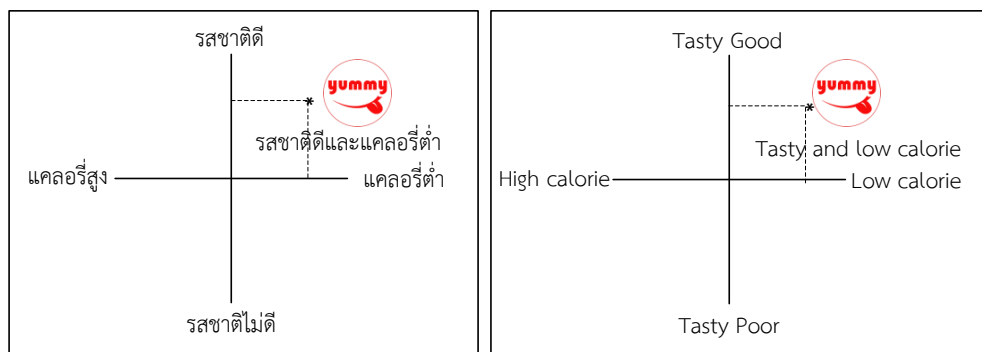 รสชาติดี
yummy
รสชาติดีและแคลอรี่ต่ำ
แคลอรี่สูง
แคลอรี่ต่ำ
รสชาติไม่ดี
Tasty Good
yummy
Tasty and low calorie
High calorie
Low calorie
Tasty Poor